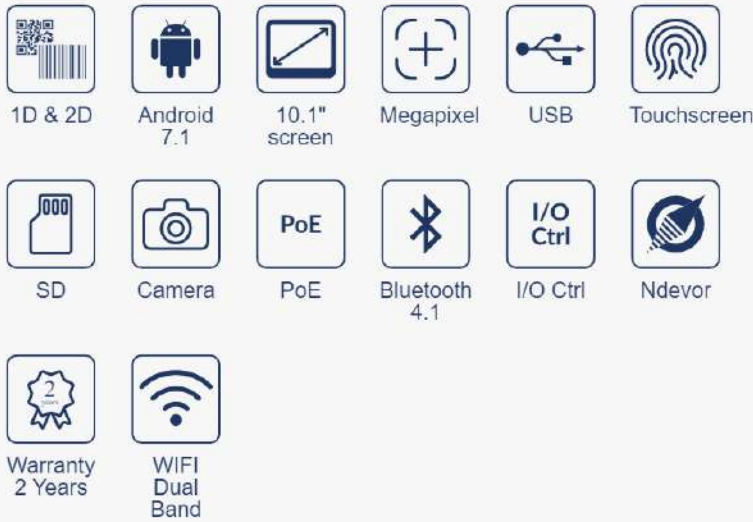 1D & 2D
Android
7.1
10.1"
screen
Megapixel
USB
Touchscreen
SD
Camera
PoE
PoE
Bluetooth
4.1
I/O
Ctrl
I/O Ctrl
Ndevor
2
years
Warranty
2 Years
WIFI
Dual
Band